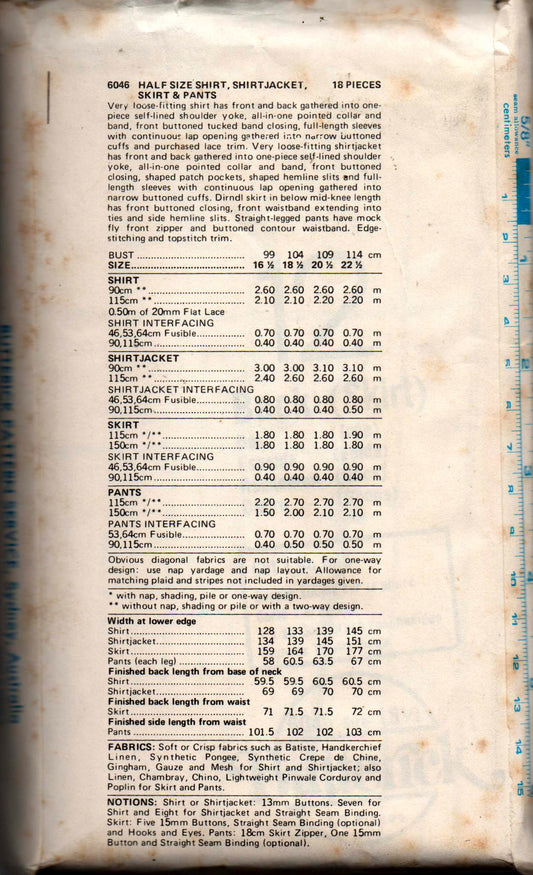 6046 HALF SIZE SHIRT, SHIRTJACKET, 18 PIECES
SKIRT & PANTS
Very loose-fitting shirt has front and back gathered into one-
piece self-lined shoulder yoke, all-in-one pointed collar and
band, front buttoned tucked band closing, full-length sleeves
with continuous lap opening gathered into narrow buttoned
cuffs and purchased lace trim. Very loose-fitting shirtjacket
has front and back gathered into one-piece self-lined shoulder
yoke, all-in-one pointed collar and band, front buttoned
closing, shaped patch pockets, shaped hemline slits and full-
length sleeves with continuous lap opening gathered into
narrow buttoned cuffs. Dirndl skirt in below mid-knee length
has front buttoned closing, front waistband extending into
ties and side hemline slits. Straight-legged pants have mock
fly front zipper and buttoned contour waistband. Edge-
stitching and topstitch trim.
BUST 99 104 109 114 cm
SIZE 16 ½ 18 ½ 20 ½ 22 ½
SHIRT
90cm ** 2.60 2.60 2.60 2.60 m
115cm ** 2.10 2.10 2.20 2.20 m
0.50m of 20mm Flat Lace
SHIRT INTERFACING
46,53,64cm Fusible 0.70 0.70 0.70 0.70 m
90,115cm 0.40 0.40 0.40 0.40 m
SHIRTJACKET
90cm ** 3.00 3.00 3.10 3.10 m
115cm ** 2.40 2.60 2.60 2.60 m
SHIRTJACKET INTERFACING
46,53,64cm Fusible 0.80 0.80 0.80 0.80 m
90,115cm 0.40 0.40 0.40 0.50 m
SKIRT
115cm */** 1.80 1.80 1.80 1.90 m
150cm */** 1.80 1.80 1.80 1.80 m
SKIRT INTERFACING
46,53,64cm Fusible 0.90 0.90 0.90 0.90 m
90,115cm 0.40 0.40 0.40 0.40 m
PANTS
115cm */** 2.20 2.70 2.70 2.70 m
150cm */** 1.50 2.00 2.10 2.10 m
PANTS INTERFACING
53,64cm Fusible 0.70 0.70 0.70 0.70 m
90,115cm 0.40 0.50 0.50 0.50 m
Obvious diagonal fabrics are not suitable. For one-way
design: use nap yardage and nap layout. Allowance for
matching plaid and stripes not included in yardages given.
* with nap, shading, pile or one-way design.
** without nap, shading or pile or with a two-way design.
Width at lower edge
Shirt 128 133 139 145 cm
Shirtjacket 134 139 145 151 cm
Skirt 159 164 170 177 cm
Pants (each leg) 58 60.5 63.5 67 cm
Finished back length from base of neck
Shirt 59.5 59.5 60.5 60.5 cm
Shirtjacket 69 69 70 70 cm
Finished back length from waist
Skirt 71 71.5 71.5 72 cm
Finished side length from waist
Pants 101.5 102 102 103 cm
FABRICS: Soft or Crisp fabrics such as Batiste, Handkerchief
Linen, Synthetic Pongee, Synthetic Crepe de Chine,
Gingham, Gauze and Mesh for Shirt and Shirtjacket; also
Linen, Chambray, Chino, Lightweight Pinwale Corduroy and
Poplin for Skirt and Pants.
NOTIONS: Shirt or Shirtjacket: 13mm Buttons. Seven for
Shirt and Eight for Shirtjacket and Straight Seam Binding.
Skirt: Five 15mm Buttons, Straight Seam Binding (optional)
and Hooks and Eyes. Pants: 18cm Skirt Zipper, One 15mm
Button and Straight Seam Binding (optional).
5/8"
seam allowance
centimeters
1
2
3
4
5
6
7
8
9
10
11
12
13
14
15
BUTTERICK PATTERN SERVICE, Sydney, Australia